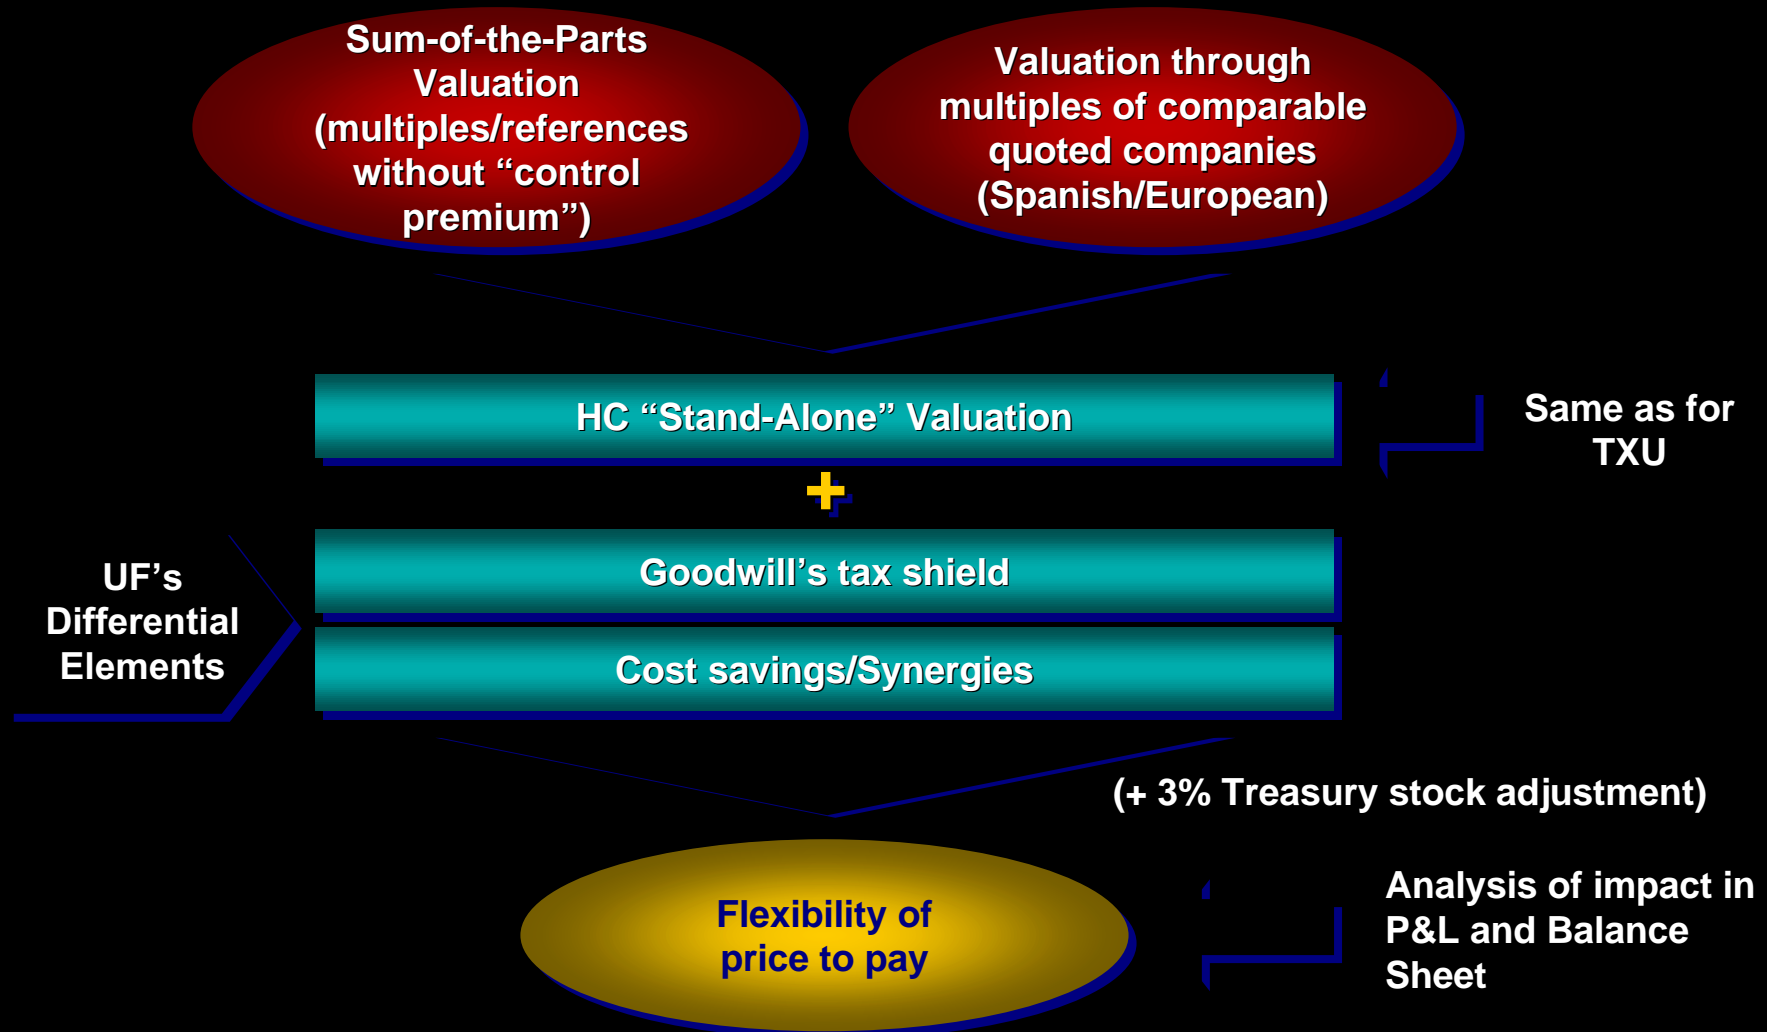 Sum-of-the-Parts
Valuation
(multiples/references
without “control
premium”)
Valuation through
multiples of comparable
quoted companies
(Spanish/European)
HC “Stand-Alone” Valuation
Same as for
TXU
+
UF’s
Differential
Elements
Goodwill’s tax shield
Cost savings/Synergies
(+ 3% Treasury stock adjustment)
Flexibility of
price to pay
Analysis of impact in
P&L and Balance
Sheet